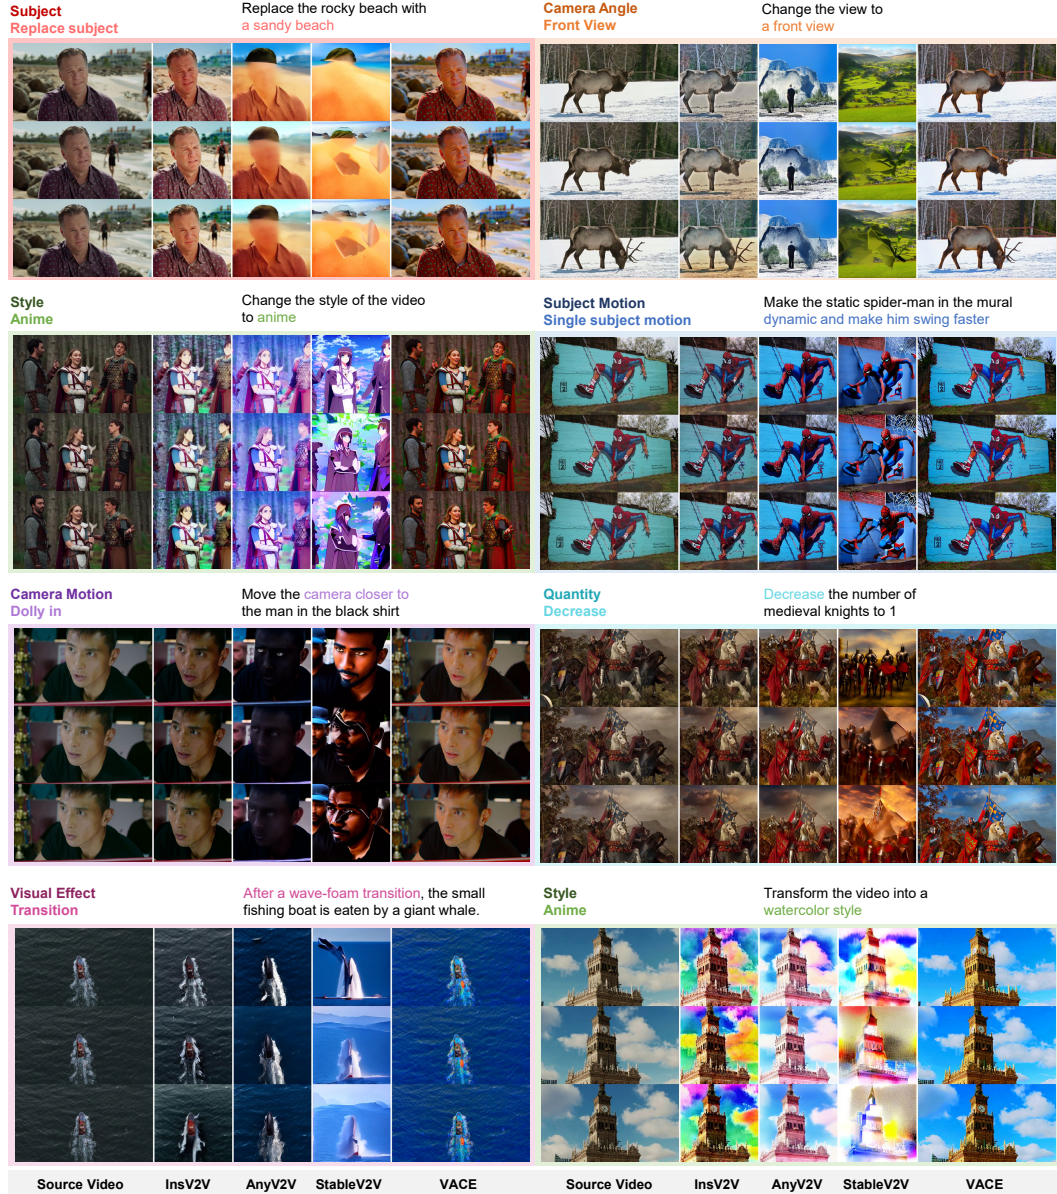 Subject
Replace subject
Replace the rocky beach with
a sandy beach
Camera Angle
Front View
Change the view to
a front view
Style
Anime
Change the style of the video
to anime
Subject Motion
Single subject motion
Make the static spider-man in the mural
dynamic and make him swing faster
Camera Motion
Dolly in
Move the camera closer to
the man in the black shirt
Quantity
Decrease
Decrease the number of
medieval knights to 1
Visual Effect
Transition
After a wave-foam transition, the small
fishing boat is eaten by a giant whale.
Style
Anime
Transform the video into a
watercolor style
Source Video InsV2V AnyV2V StableV2V VACE
Source Video InsV2V AnyV2V StableV2V VACE